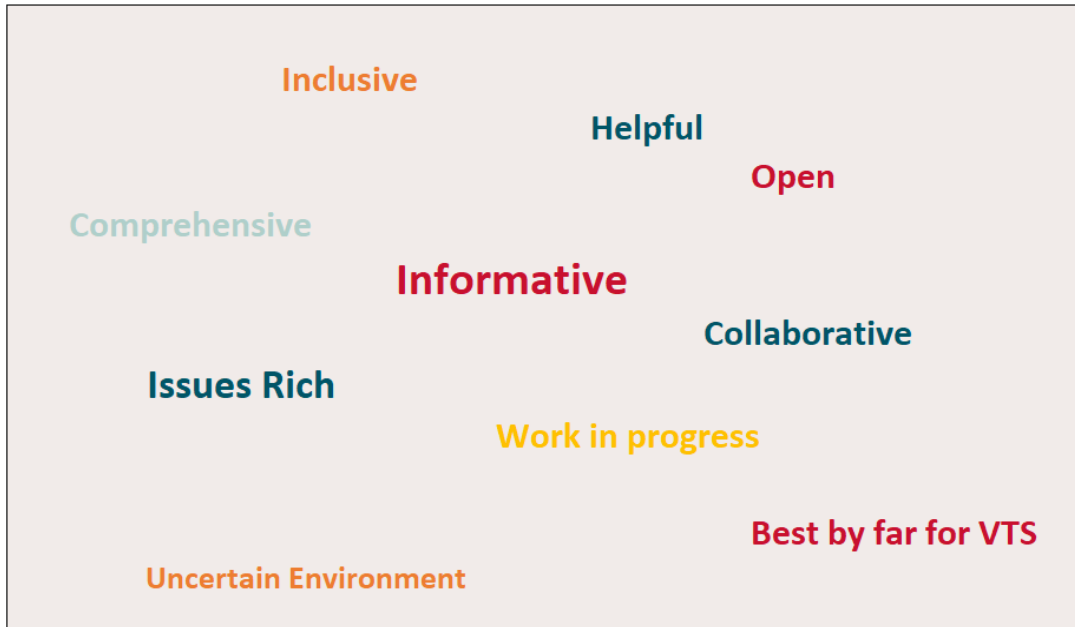 Inclusive
Helpful
Open
Comprehensive
Informative
Collaborative
Issues Rich
Work in progress
Best by far for VTS
Uncertain Environment